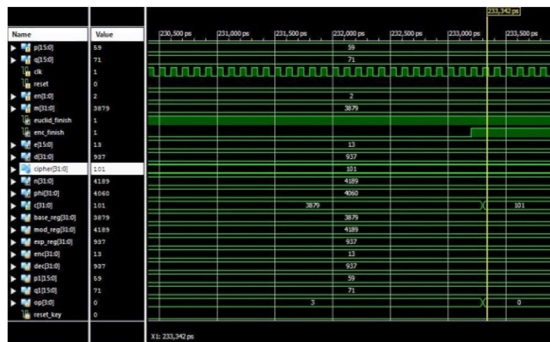 233,342 ps
Name Value 230,500 ps 231,000 ps 231,500 ps 232,000 ps 232,500 ps 233,000 ps 233,500 ps
p[15:0] 59 59
q[15:0] 71 71
clk 1
reset 0
en[1:0] 2 2
m[31:0] 3879 3879
euclid_finish 1
enc_finish 1
e[15:0] 13 13
d[31:0] 937 937
cipher[31:0] 101 101
n[31:0] 4189 4189
phi[31:0] 4060 4060
c[31:0] 101 3879 101
base_reg[31:0] 3879 3879
mod_reg[31:0] 4189 4189
exp_reg[31:0] 937 937
enc[31:0] 13 13
dec[31:0] 937 937
p1[15:0] 59 59
q1[15:0] 71 71
op[3:0] 0 3 0
reset_key 0
X1: 233,342 ps